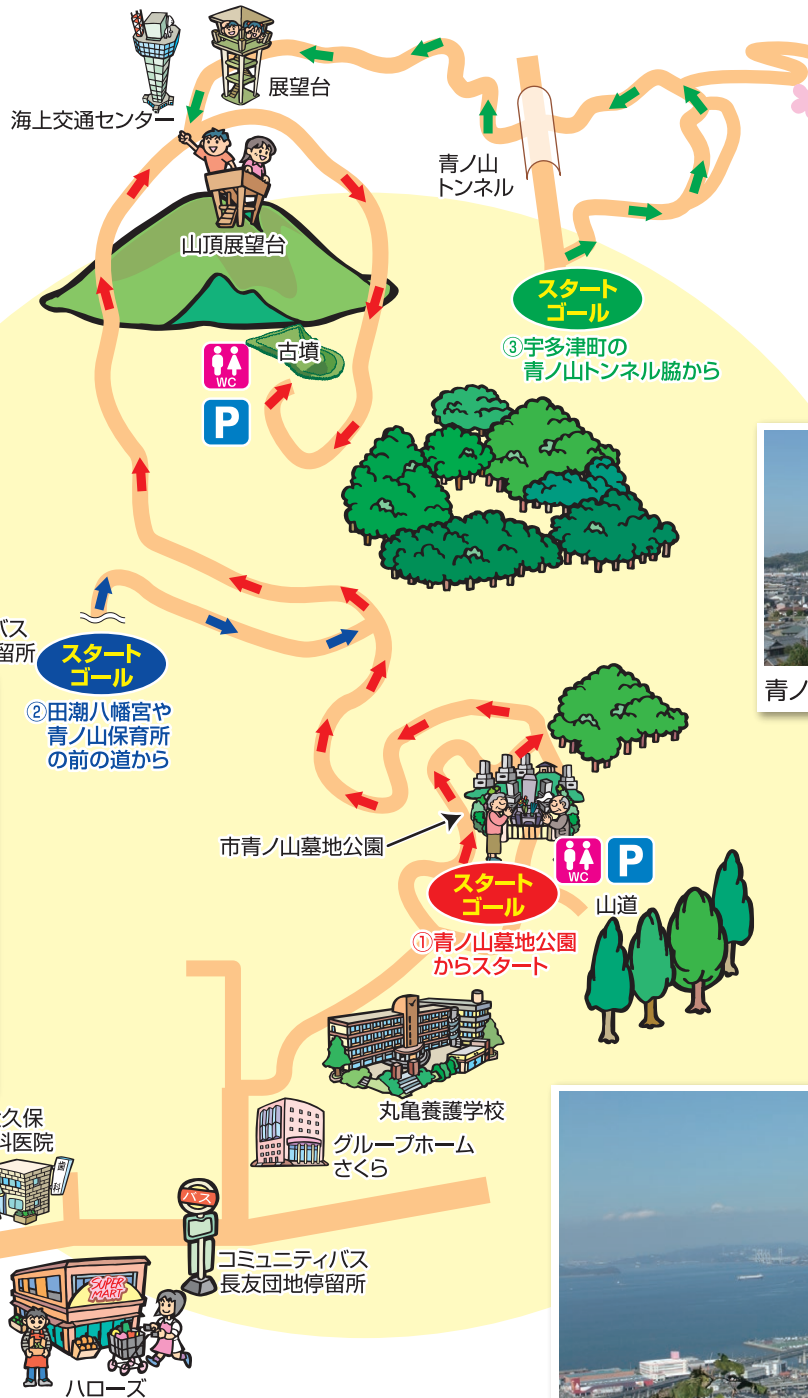 展望台
海上交通センター
青ノ山
トンネル
山頂展望台
スタート
ゴール
③宇多津町の
青ノ山トンネル脇から
古墳
WC
P
バス
留所
スタート
ゴール
②田潮八幡宮や
青ノ山保育所
の前の道から
青ノ
市青ノ山墓地公園
WC
P
スタート
ゴール
山道
①青ノ山墓地公園
からスタート
丸亀養護学校
久保
科医院
歯科
グループホーム
さくら
バス
コミュニティバス
長友団地停留所
SUPER
MART
ハローズ